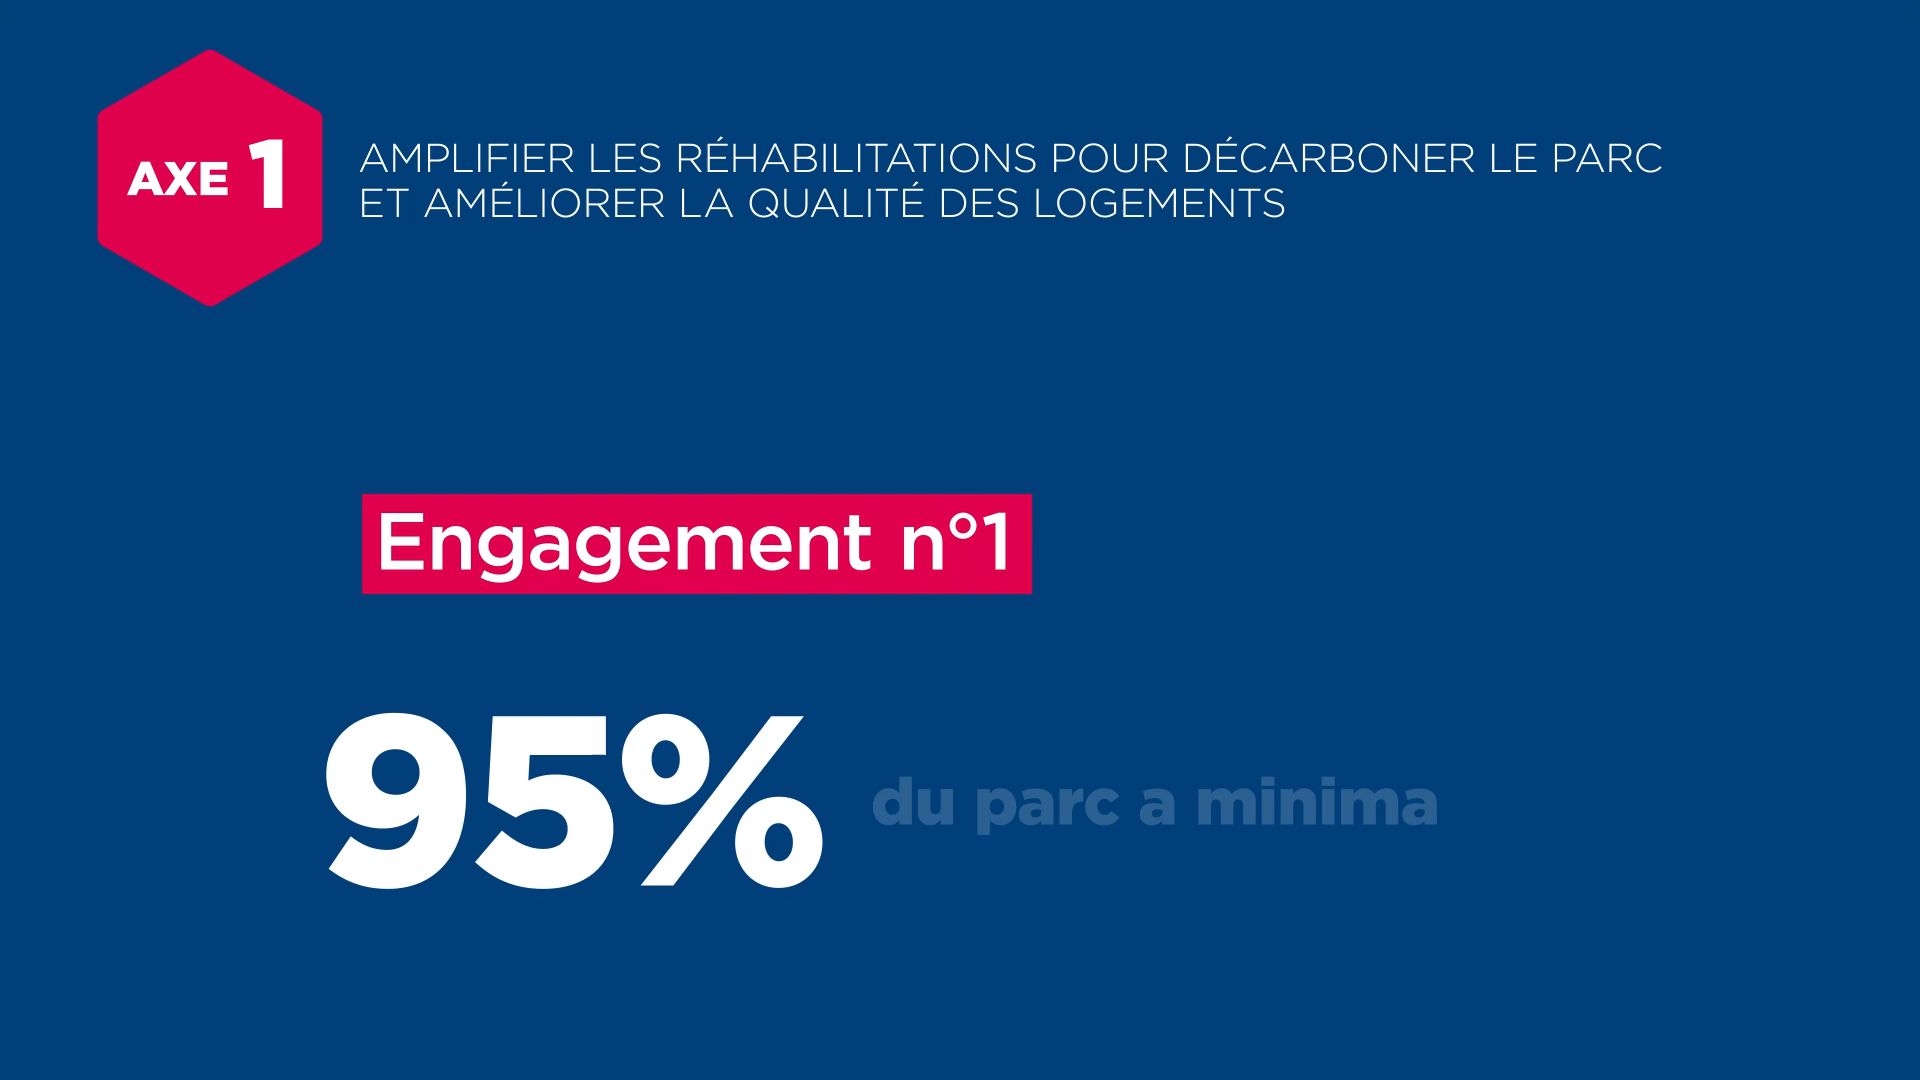 AXE 1
AMPLIFIER LES RÉHABILITATIONS POUR DÉCARBONER LE PARC
ET AMÉLIORER LA QUALITÉ DES LOGEMENTS
Engagement n°1
95% du parc a minima